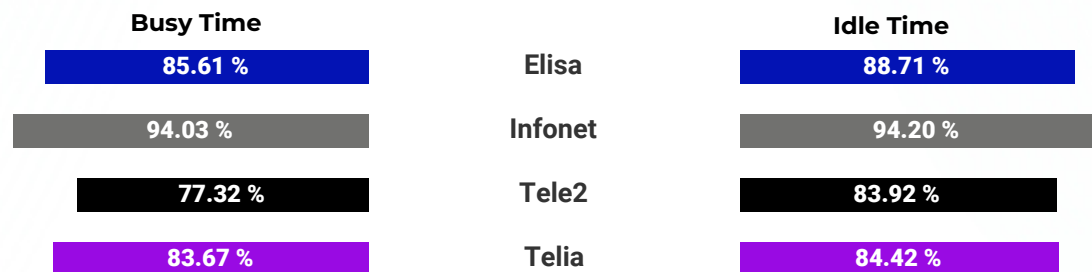 Busy Time Idle Time
85.61 % Elisa 88.71 %
94.03 % Infonet 94.20 %
77.32 % Tele2 83.92 %
83.67 % Telia 84.42 %